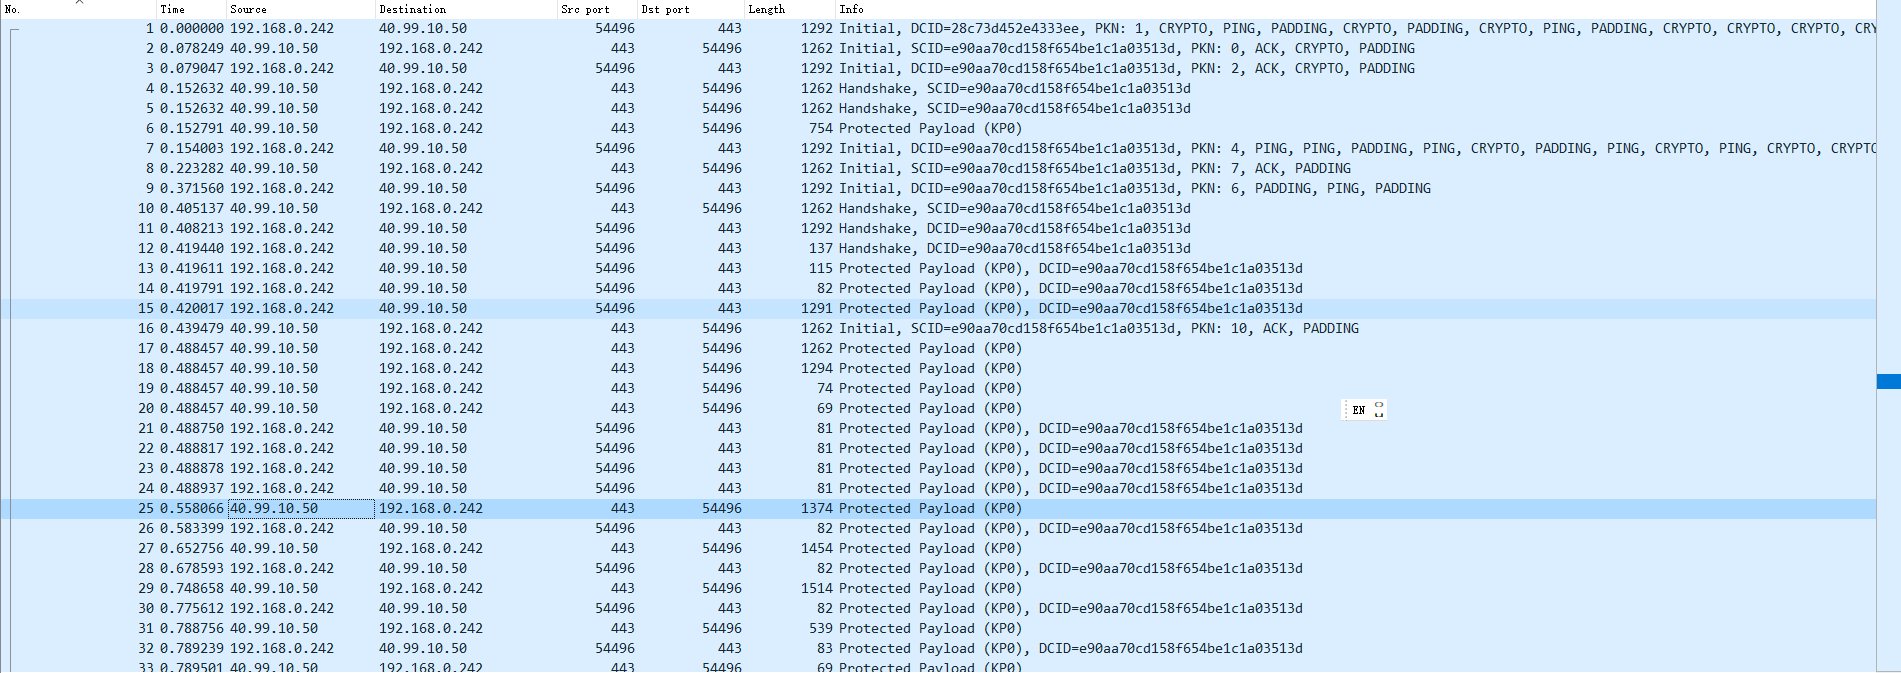 No. Time Source Destination Src port Dst port Length Info
1 0.000000 192.168.0.242 40.99.10.50 54496 443 1292 Initial, DCID=28c73d452e4333ee, PKN: 1, CRYPTO, PING, PADDING, CRYPTO, PADDING, CRYPTO, PING, PADDING, CRYPTO, CRYPTO, CRYPTO, CRY
2 0.078249 40.99.10.50 192.168.0.242 443 54496 1262 Initial, SCID=e90aa70cd158f654be1c1a03513d, PKN: 0, ACK, CRYPTO, PADDING
3 0.079047 192.168.0.242 40.99.10.50 54496 443 1292 Initial, DCID=e90aa70cd158f654be1c1a03513d, PKN: 2, ACK, CRYPTO, PADDING
4 0.152632 40.99.10.50 192.168.0.242 443 54496 1262 Handshake, SCID=e90aa70cd158f654be1c1a03513d
5 0.152632 40.99.10.50 192.168.0.242 443 54496 1262 Handshake, SCID=e90aa70cd158f654be1c1a03513d
6 0.152791 40.99.10.50 192.168.0.242 443 54496 754 Protected Payload (KP0)
7 0.154003 192.168.0.242 40.99.10.50 54496 443 1292 Initial, DCID=e90aa70cd158f654be1c1a03513d, PKN: 4, PING, PING, PADDING, PING, CRYPTO, PADDING, PING, CRYPTO, PING, CRYPTO, CRYPTO
8 0.223282 40.99.10.50 192.168.0.242 443 54496 1262 Initial, SCID=e90aa70cd158f654be1c1a03513d, PKN: 7, ACK, PADDING
9 0.371560 192.168.0.242 40.99.10.50 54496 443 1292 Initial, DCID=e90aa70cd158f654be1c1a03513d, PKN: 6, PADDING, PING, PADDING
10 0.405137 40.99.10.50 192.168.0.242 443 54496 1262 Handshake, SCID=e90aa70cd158f654be1c1a03513d
11 0.408213 192.168.0.242 40.99.10.50 54496 443 1292 Handshake, DCID=e90aa70cd158f654be1c1a03513d
12 0.419440 192.168.0.242 40.99.10.50 54496 443 137 Handshake, DCID=e90aa70cd158f654be1c1a03513d
13 0.419611 192.168.0.242 40.99.10.50 54496 443 115 Protected Payload (KP0), DCID=e90aa70cd158f654be1c1a03513d
14 0.419791 192.168.0.242 40.99.10.50 54496 443 82 Protected Payload (KP0), DCID=e90aa70cd158f654be1c1a03513d
15 0.420017 192.168.0.242 40.99.10.50 54496 443 1291 Protected Payload (KP0), DCID=e90aa70cd158f654be1c1a03513d
16 0.439479 40.99.10.50 192.168.0.242 443 54496 1262 Initial, SCID=e90aa70cd158f654be1c1a03513d, PKN: 10, ACK, PADDING
17 0.488457 40.99.10.50 192.168.0.242 443 54496 1262 Protected Payload (KP0)
18 0.488457 40.99.10.50 192.168.0.242 443 54496 1294 Protected Payload (KP0)
19 0.488457 40.99.10.50 192.168.0.242 443 54496 74 Protected Payload (KP0)
20 0.488457 40.99.10.50 192.168.0.242 443 54496 69 Protected Payload (KP0)
EN
21 0.488750 192.168.0.242 40.99.10.50 54496 443 81 Protected Payload (KP0), DCID=e90aa70cd158f654be1c1a03513d
22 0.488817 192.168.0.242 40.99.10.50 54496 443 81 Protected Payload (KP0), DCID=e90aa70cd158f654be1c1a03513d
23 0.488878 192.168.0.242 40.99.10.50 54496 443 81 Protected Payload (KP0), DCID=e90aa70cd158f654be1c1a03513d
24 0.488937 192.168.0.242 40.99.10.50 54496 443 81 Protected Payload (KP0), DCID=e90aa70cd158f654be1c1a03513d
25 0.558066 40.99.10.50 192.168.0.242 443 54496 1374 Protected Payload (KP0)
26 0.583399 192.168.0.242 40.99.10.50 54496 443 82 Protected Payload (KP0), DCID=e90aa70cd158f654be1c1a03513d
27 0.652756 40.99.10.50 192.168.0.242 443 54496 1454 Protected Payload (KP0)
28 0.678593 192.168.0.242 40.99.10.50 54496 443 82 Protected Payload (KP0), DCID=e90aa70cd158f654be1c1a03513d
29 0.748658 40.99.10.50 192.168.0.242 443 54496 1514 Protected Payload (KP0)
30 0.775612 192.168.0.242 40.99.10.50 54496 443 82 Protected Payload (KP0), DCID=e90aa70cd158f654be1c1a03513d
31 0.788756 40.99.10.50 192.168.0.242 443 54496 539 Protected Payload (KP0)
32 0.789239 192.168.0.242 40.99.10.50 54496 443 83 Protected Payload (KP0), DCID=e90aa70cd158f654be1c1a03513d
33 0.789501 40.99.10.50 192.168.0.242 443 54496 69 Protected Payload (KP0)